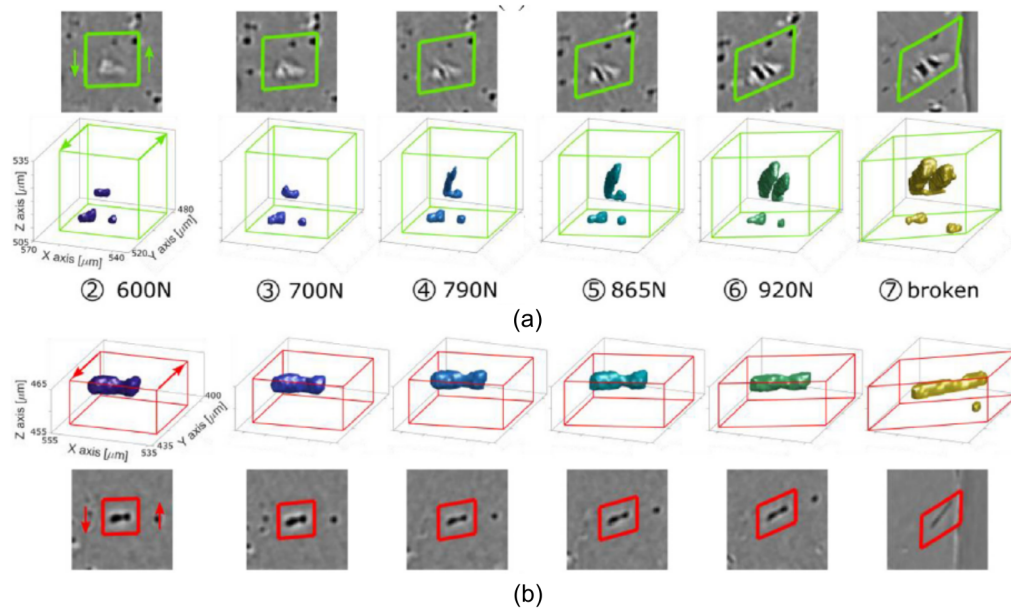 535
Z axis [μm]
505
570
X axis [μm]
540
520
Y axis [μm]
480
② 600N
③ 700N
④ 790N
⑤ 865N
⑥ 920N
⑦ broken
(a)
Z axis [μm]
465
455
555
X axis [μm]
535
435
Y axis [μm]
400
(b)